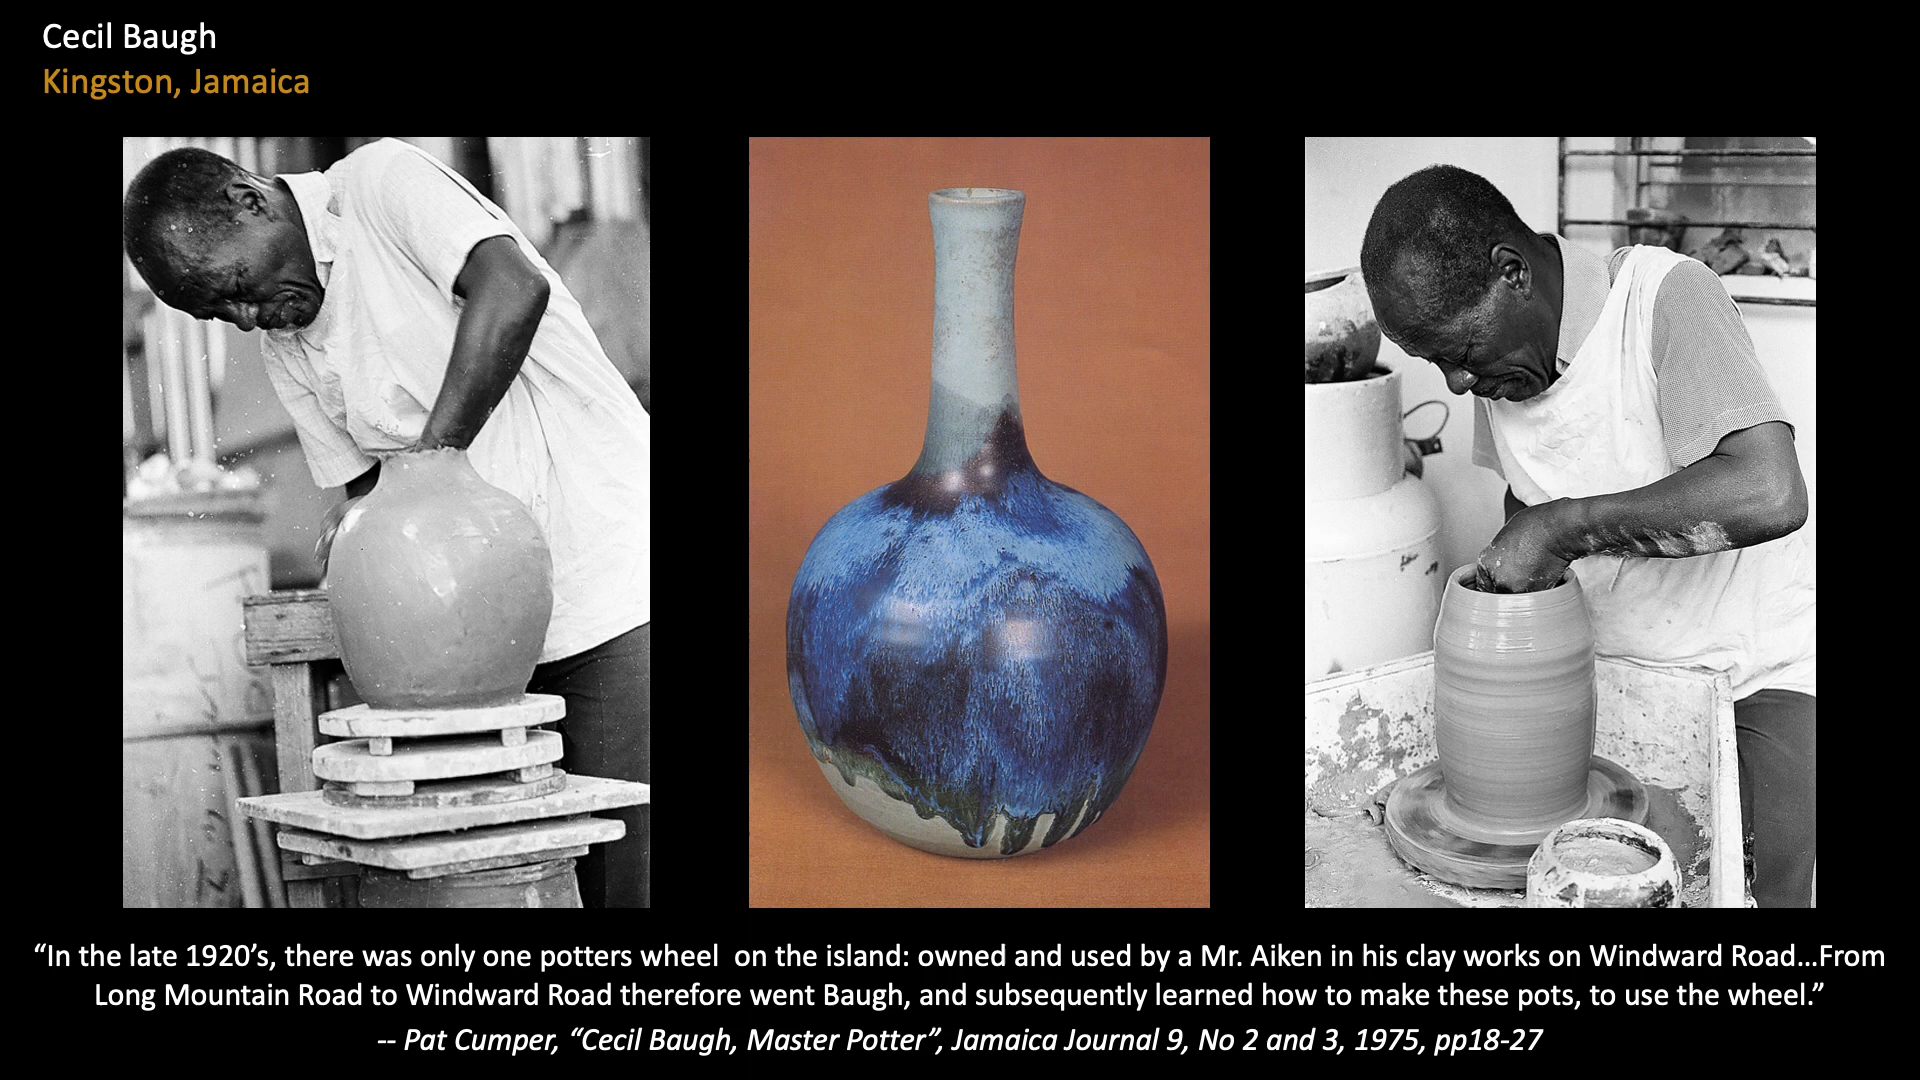 Cecil Baugh
Kingston, Jamaica
“In the late 1920’s, there was only one potters wheel  on the island: owned and used by a Mr. Aiken in his clay works on Windward Road…From
Long Mountain Road to Windward Road therefore went Baugh, and subsequently learned how to make these pots, to use the wheel.”
-- Pat Cumper, “Cecil Baugh, Master Potter”, Jamaica Journal 9, No 2 and 3, 1975, pp18-27